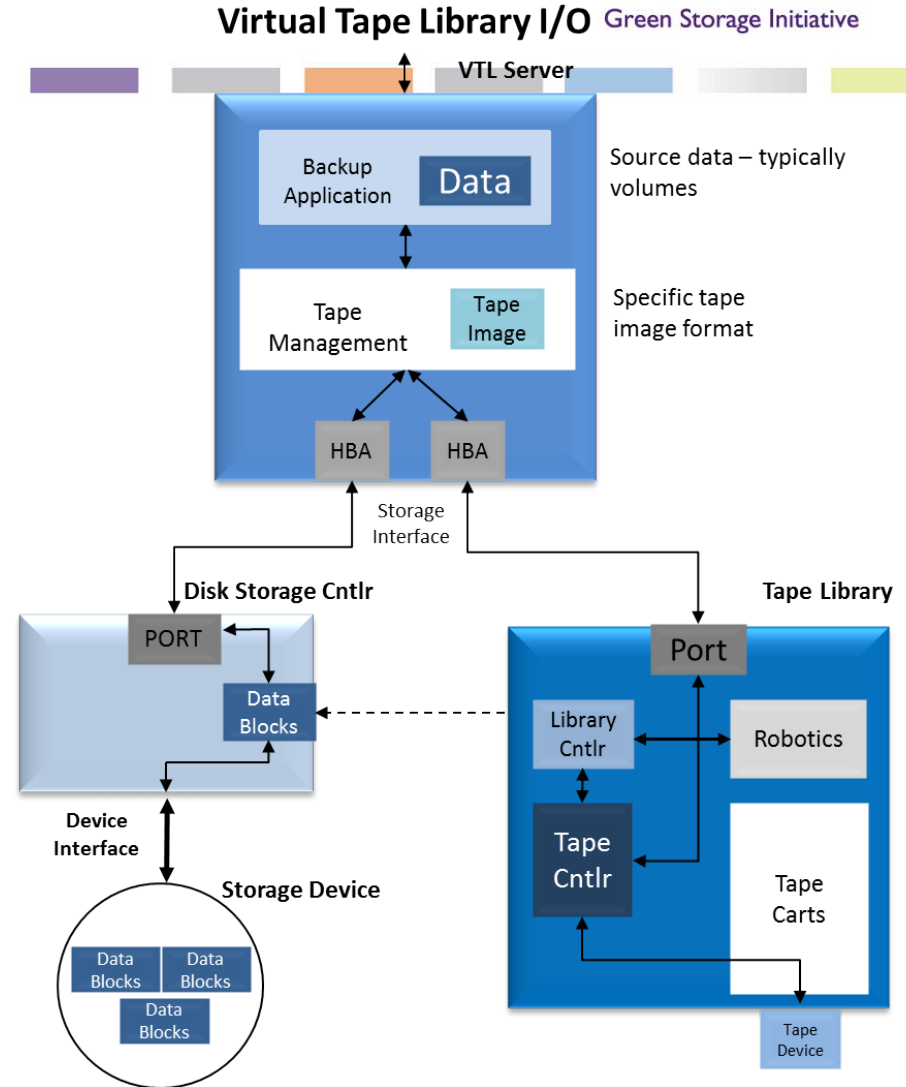 Virtual Tape Library I/O Green Storage Initiative
VTL Server
Backup
Application
Data
Source data – typically
volumes
Tape
Management
Tape
Image
Specific tape
image format
HBA
HBA
Storage
Interface
Disk Storage Cntlr
Tape Library
PORT
Data
Blocks
Port
Library
Cntlr
Robotics
Device
Interface
Tape
Cntlr
Tape
Carts
Storage Device
Data
Blocks
Data
Blocks
Data
Blocks
Tape
Device